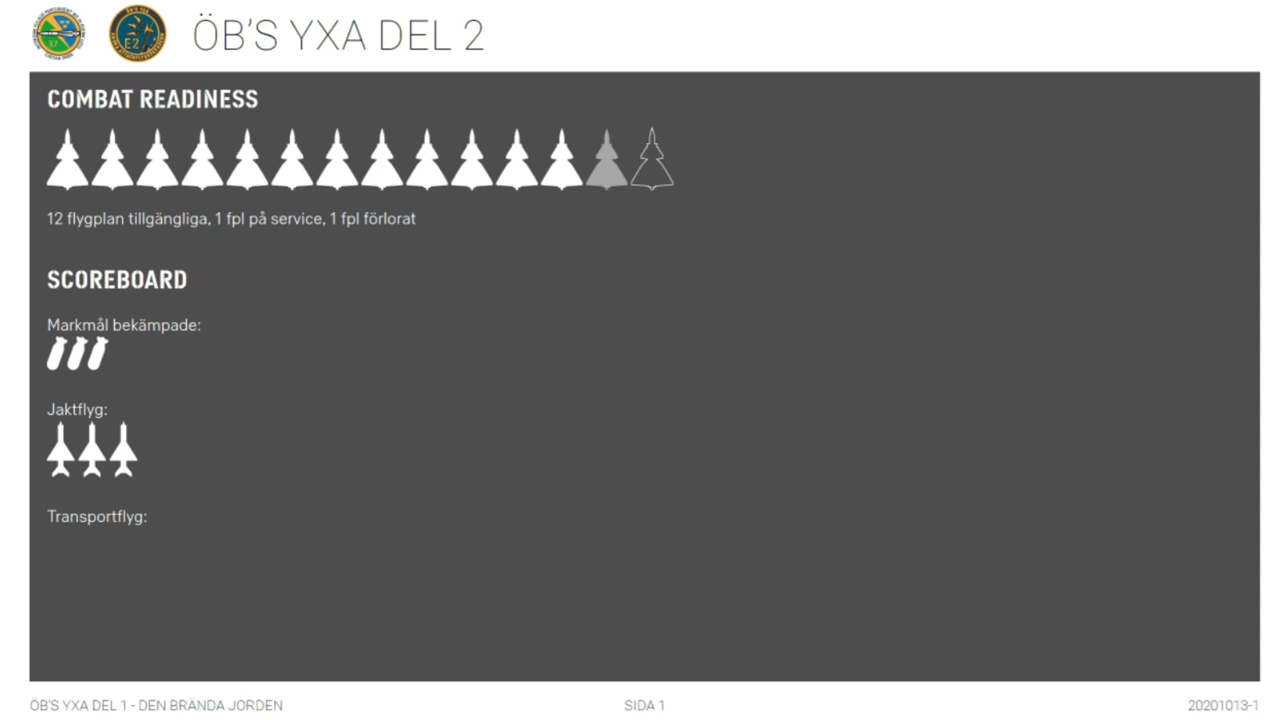 ÖB'S YXA DEL 2
COMBAT READINESS
12 flygplan tillgängliga, 1 fpl på service, 1 fpl förlorat
SCOREBOARD
Markmål bekämpade:
Jaktflyg:
Transportflyg:
ÖB'S YXA DEL 1 - DEN BRÄNDA JORDEN
SIDA 1
20201013-1